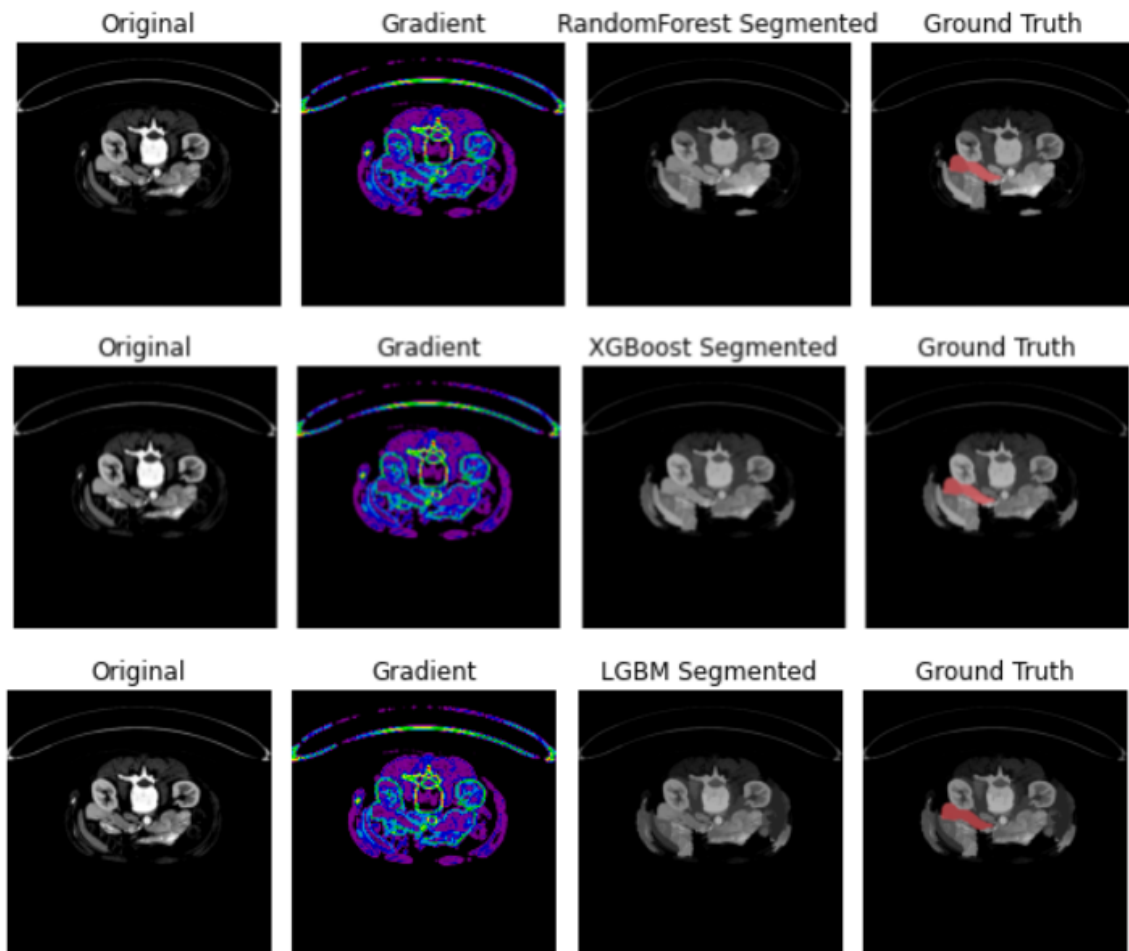 Original Gradient RandomForest Segmented Ground Truth
Original Gradient XGBoost Segmented Ground Truth
Original Gradient LGBM Segmented Ground Truth